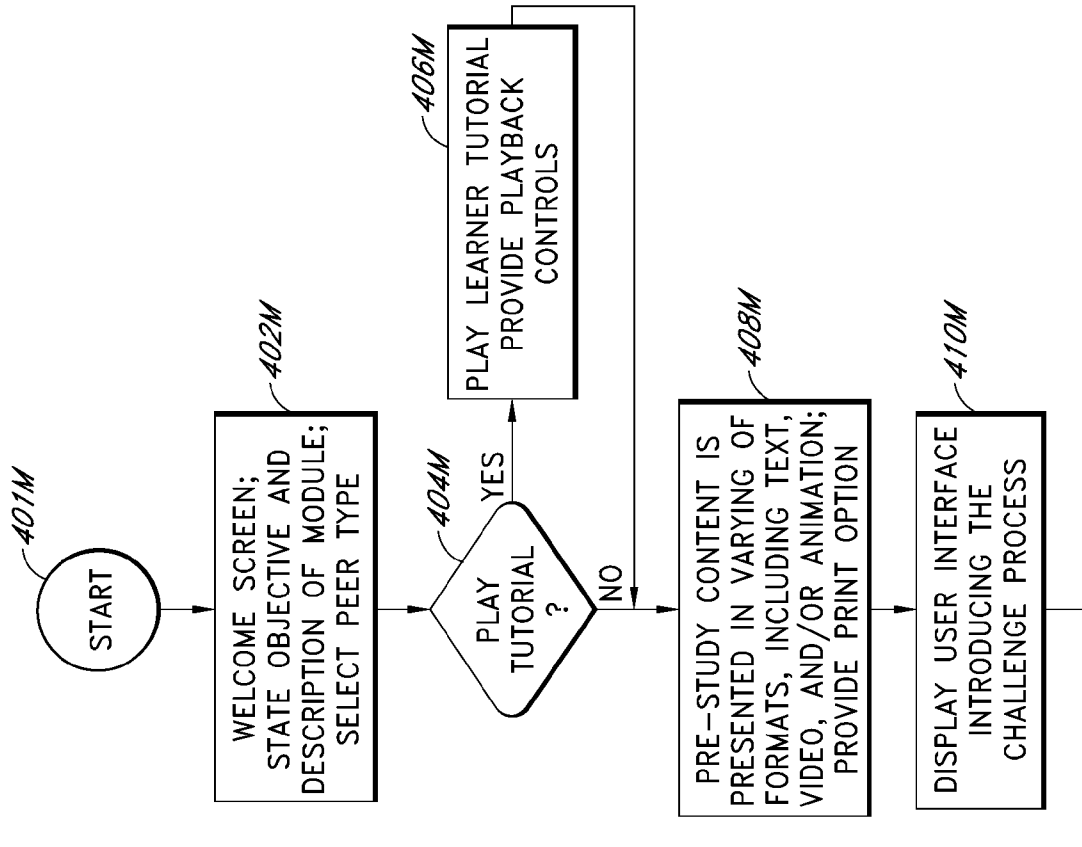 401M
START
402M
WELCOME SCREEN;
STATE OBJECTIVE AND
DESCRIPTION OF MODULE;
SELECT PEER TYPE
404M
PLAY
TUTORIAL
?
YES
NO
406M
PLAY LEARNER TUTORIAL
PROVIDE PLAYBACK
CONTROLS
408M
PRE-STUDY CONTENT IS
PRESENTED IN VARYING OF
FORMATS, INCLUDING TEXT,
VIDEO, AND/OR ANIMATION;
PROVIDE PRINT OPTION
410M
DISPLAY USER INTERFACE
INTRODUCING THE
CHALLENGE PROCESS